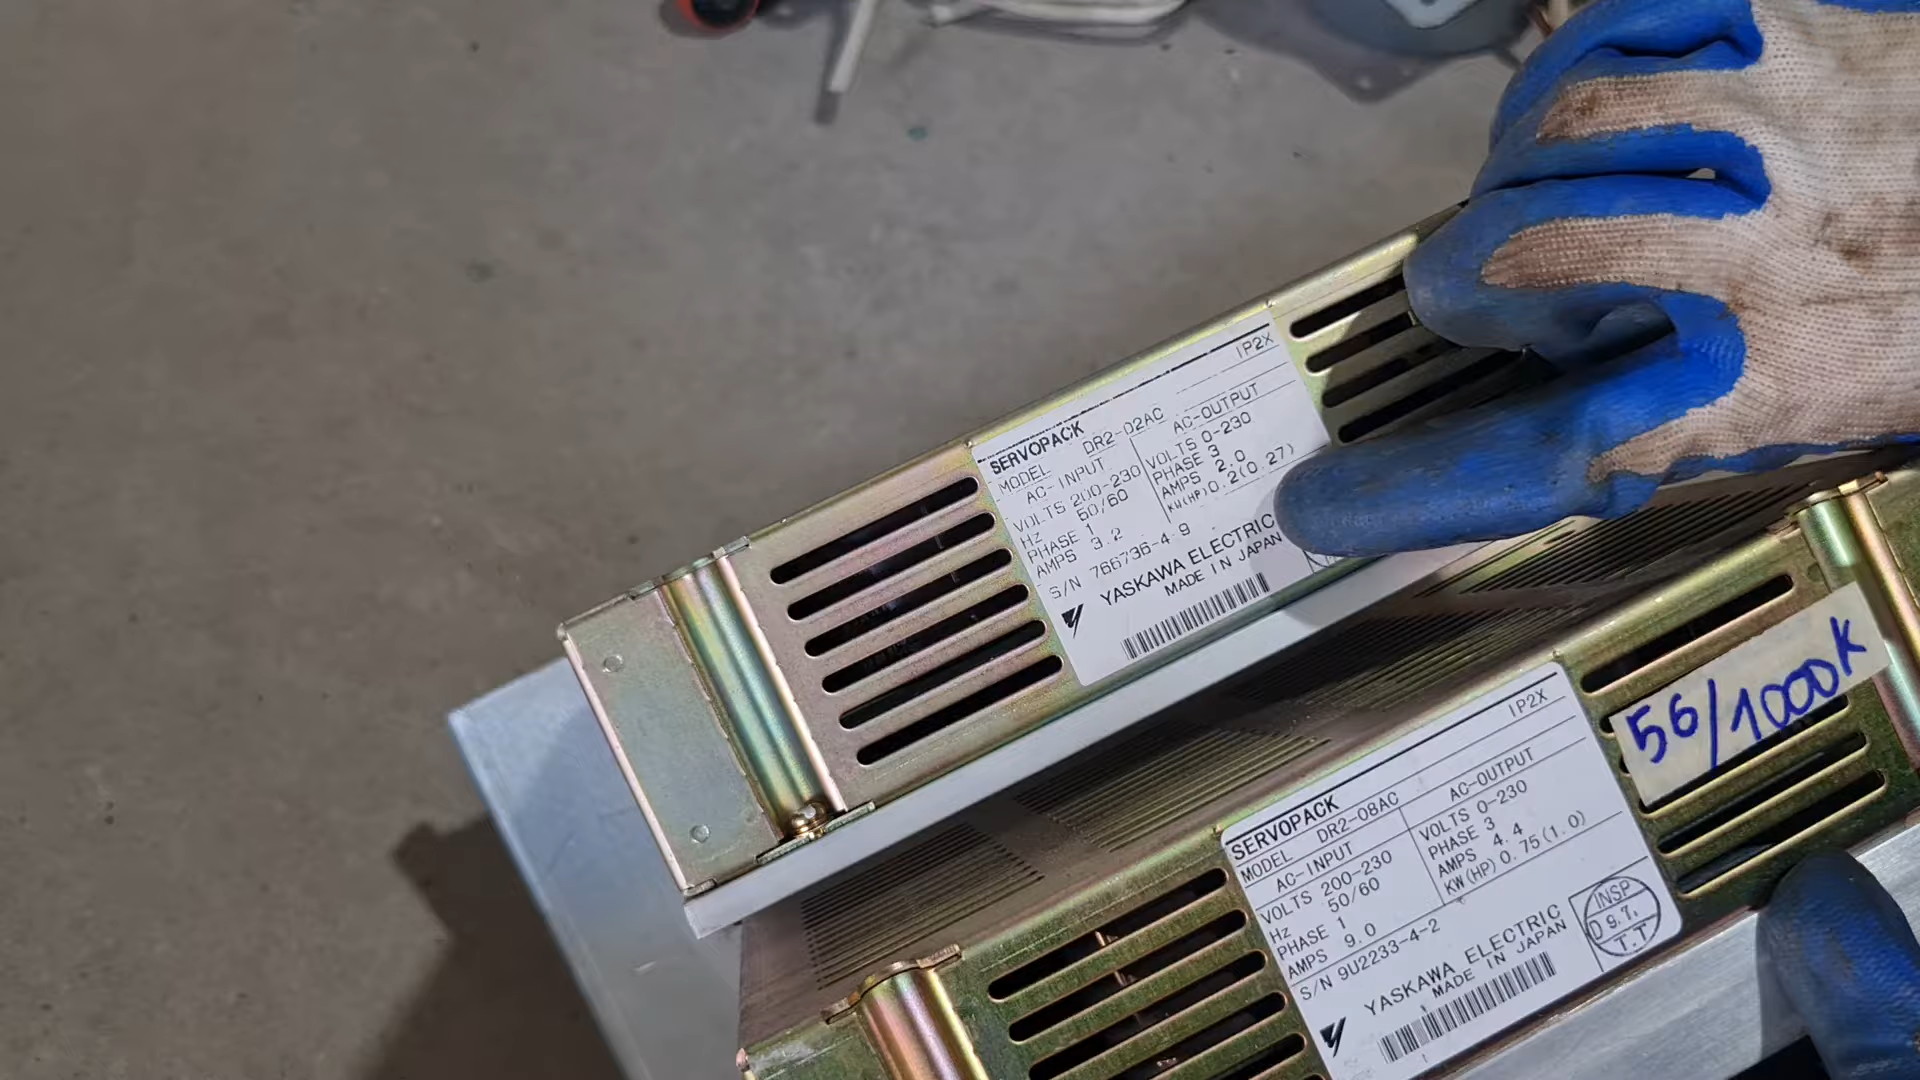 IP2X
SERVOPACK
MODEL DR2-02AC
AC-INPUT AC-OUTPUT
VOLTS 200-230 VOLTS 0-230
Hz 50/60 PHASE 3
PHASE 1 AMPS 2.0
AMPS 3.2 KW(HP) 0.2(0.27)
S/N 766736-4-9
YASKAWA ELECTRIC
MADE IN JAPAN
56/1000K
IP2X
SERVOPACK
MODEL DR2-08AC
AC-INPUT AC-OUTPUT
VOLTS 200-230 VOLTS 0-230
Hz 50/60 PHASE 3
PHASE 1 AMPS 4.4
AMPS 9.0 KW(HP) 0.75(1.0)
S/N 9U2233-4-2
YASKAWA ELECTRIC
MADE IN JAPAN
INSP
T.T